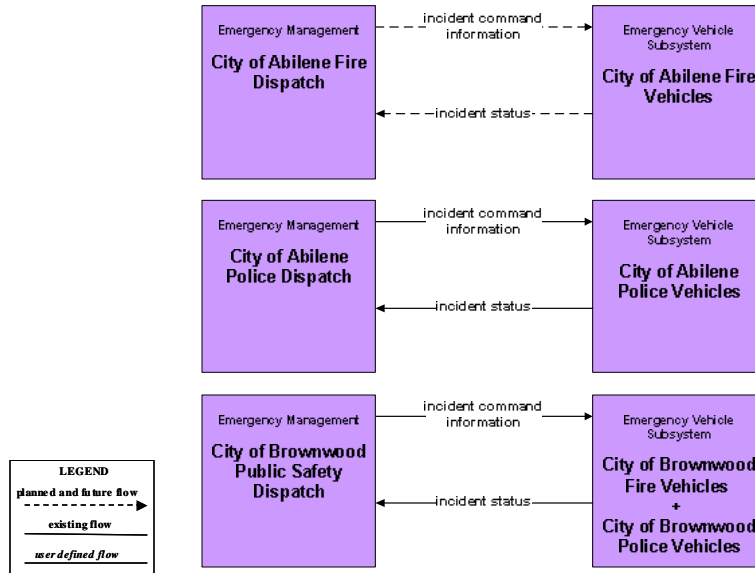 Emergency Management
City of Abilene Fire
Dispatch
incident command
information
incident status
Emergency Vehicle
Subsystem
City of Abilene Fire
Vehicles
Emergency Management
City of Abilene
Police Dispatch
incident command
information
incident status
Emergency Vehicle
Subsystem
City of Abilene
Police Vehicles
Emergency Management
City of Brownwood
Public Safety
Dispatch
incident command
information
incident status
Emergency Vehicle
Subsystem
City of Brownwood
Fire Vehicles
+
City of Brownwood
Police Vehicles
LEGEND
planned and future flow
existing flow
user defined flow